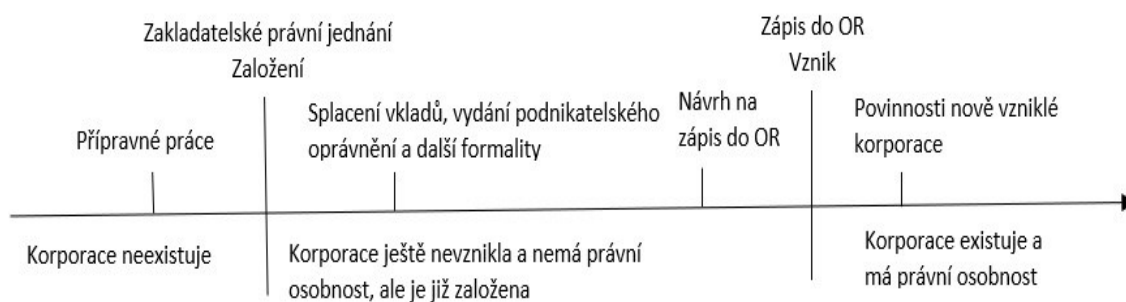 Zakladatelské právní jednání
Založení
Zápis do OR
Vznik
Přípravné práce
Splacení vkladů, vydání podnikatelského
oprávnění a další formality
Návrh na
zápis do OR
Povinnosti nově vzniklé
korporace
Korporace neexistuje
Korporace ještě nevznikla a nemá právní
osobnost, ale je již založena
Korporace existuje a
má právní osobnost